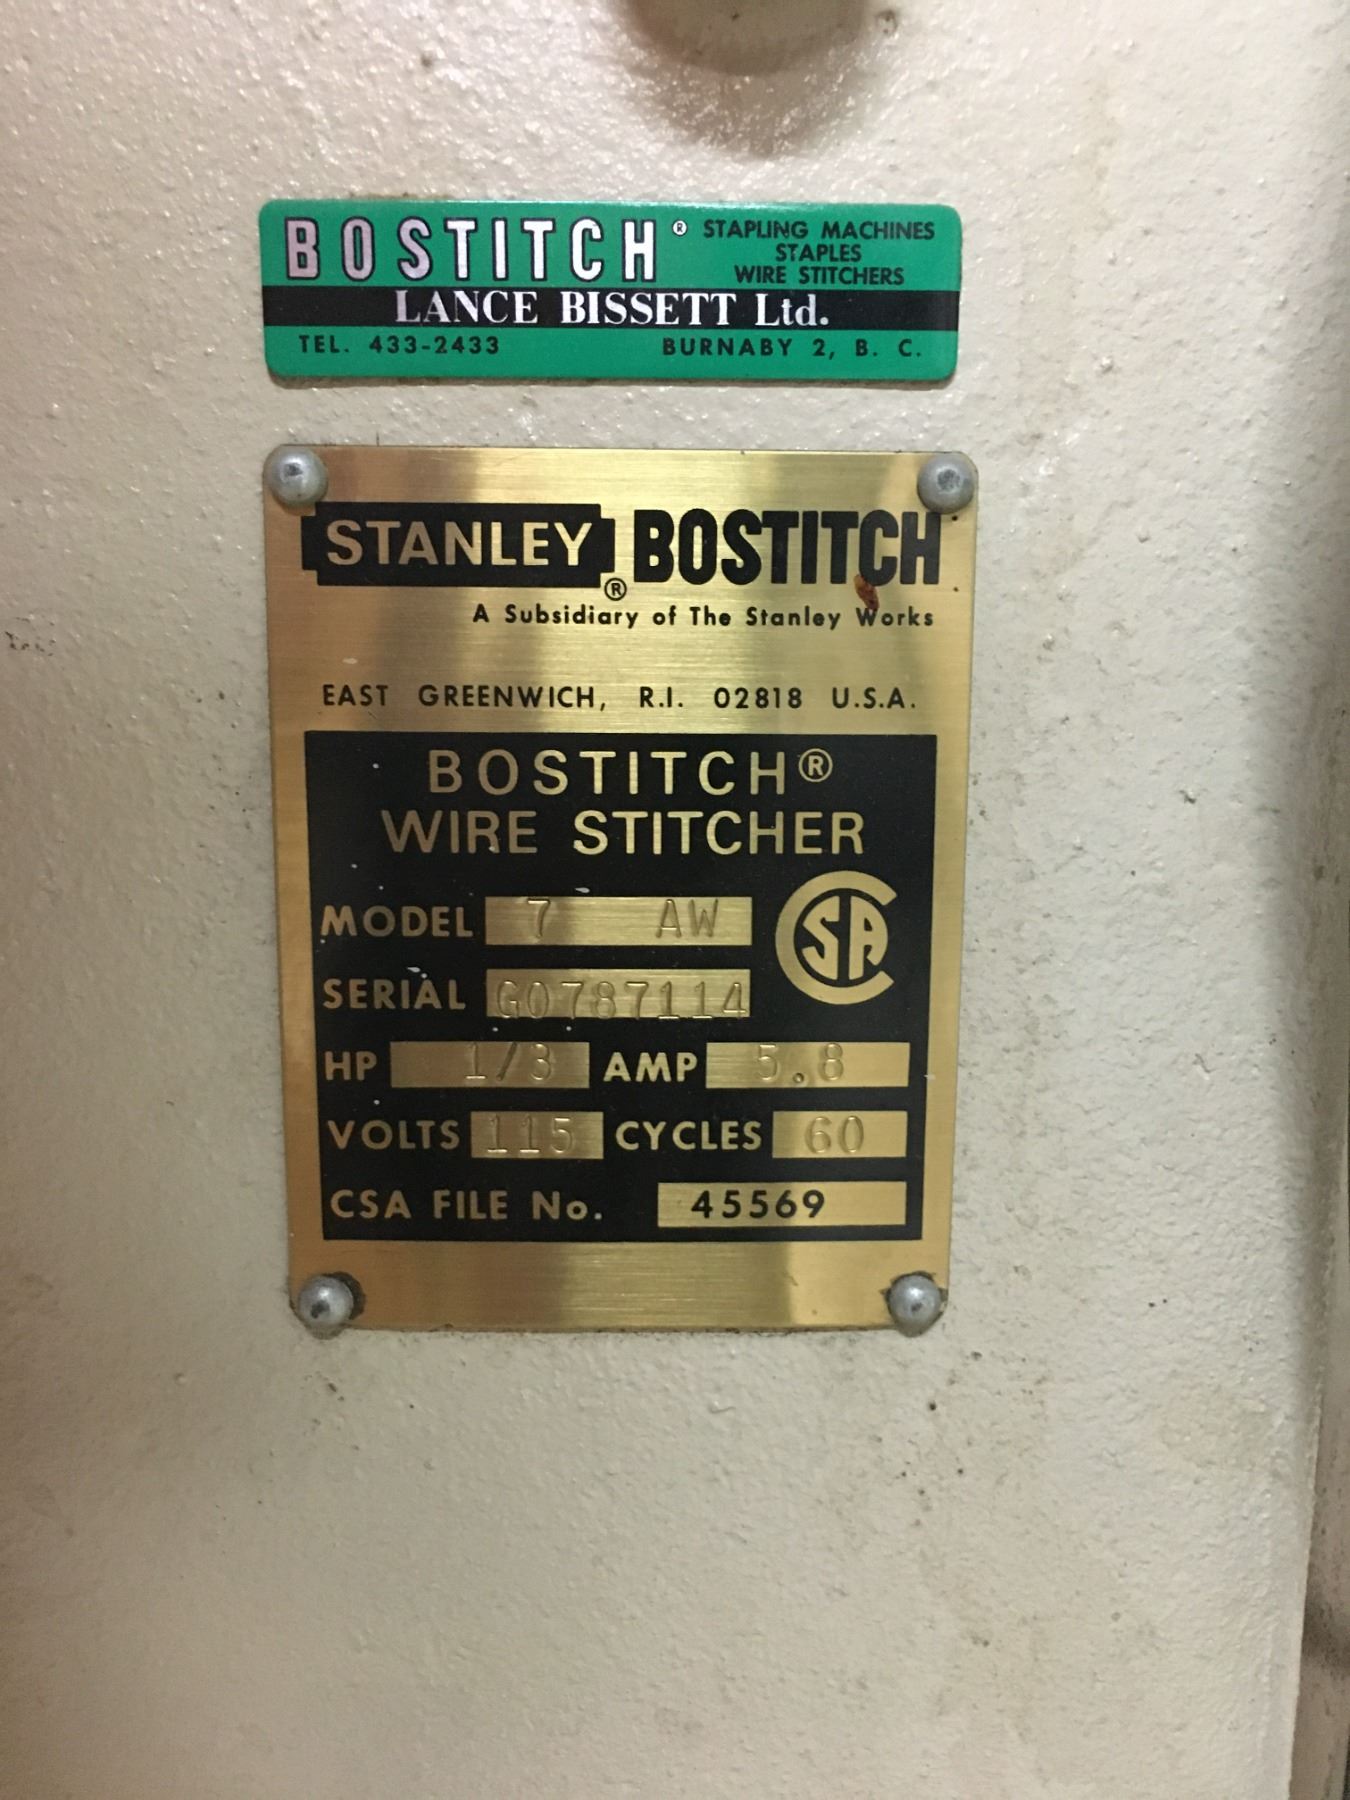 BOSTITCH® STAPLING MACHINES
STAPLES
WIRE STITCHERS
LANCE BISSETT Ltd.
TEL. 433-2433 BURNABY 2, B. C.
STANLEY® BOSTITCH
A Subsidiary of The Stanley Works
EAST GREENWICH, R.I. 02818 U.S.A.
BOSTITCH®
WIRE STITCHER
MODEL 7 AW
CSA
SERIAL G0787114
HP 1/3 AMP 5.8
VOLTS 115 CYCLES 60
CSA FILE No. 45569